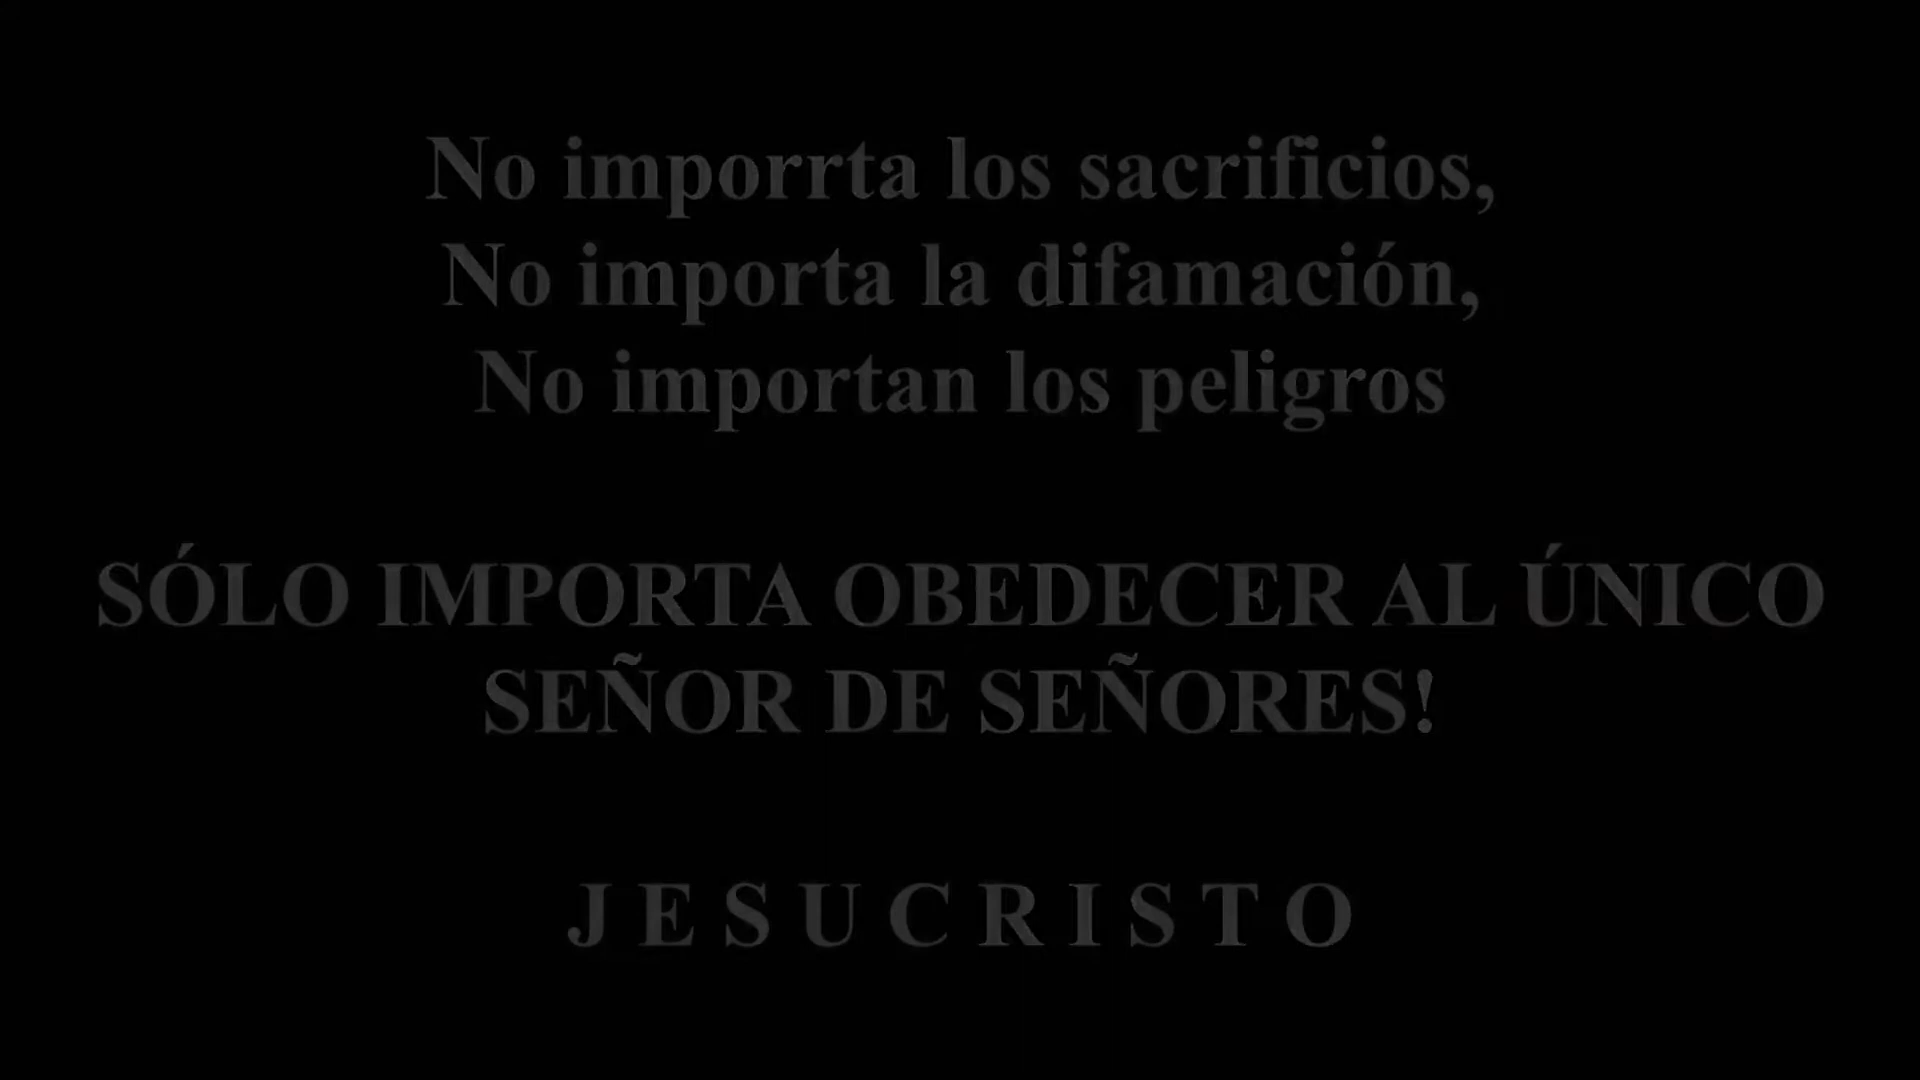 No imporrta los sacrificios,
No importa la difamación,
No importan los peligros
SÓLO IMPORTA OBEDECER AL ÚNICO
SEÑOR DE SEÑORES!
J E S U C R I S T O